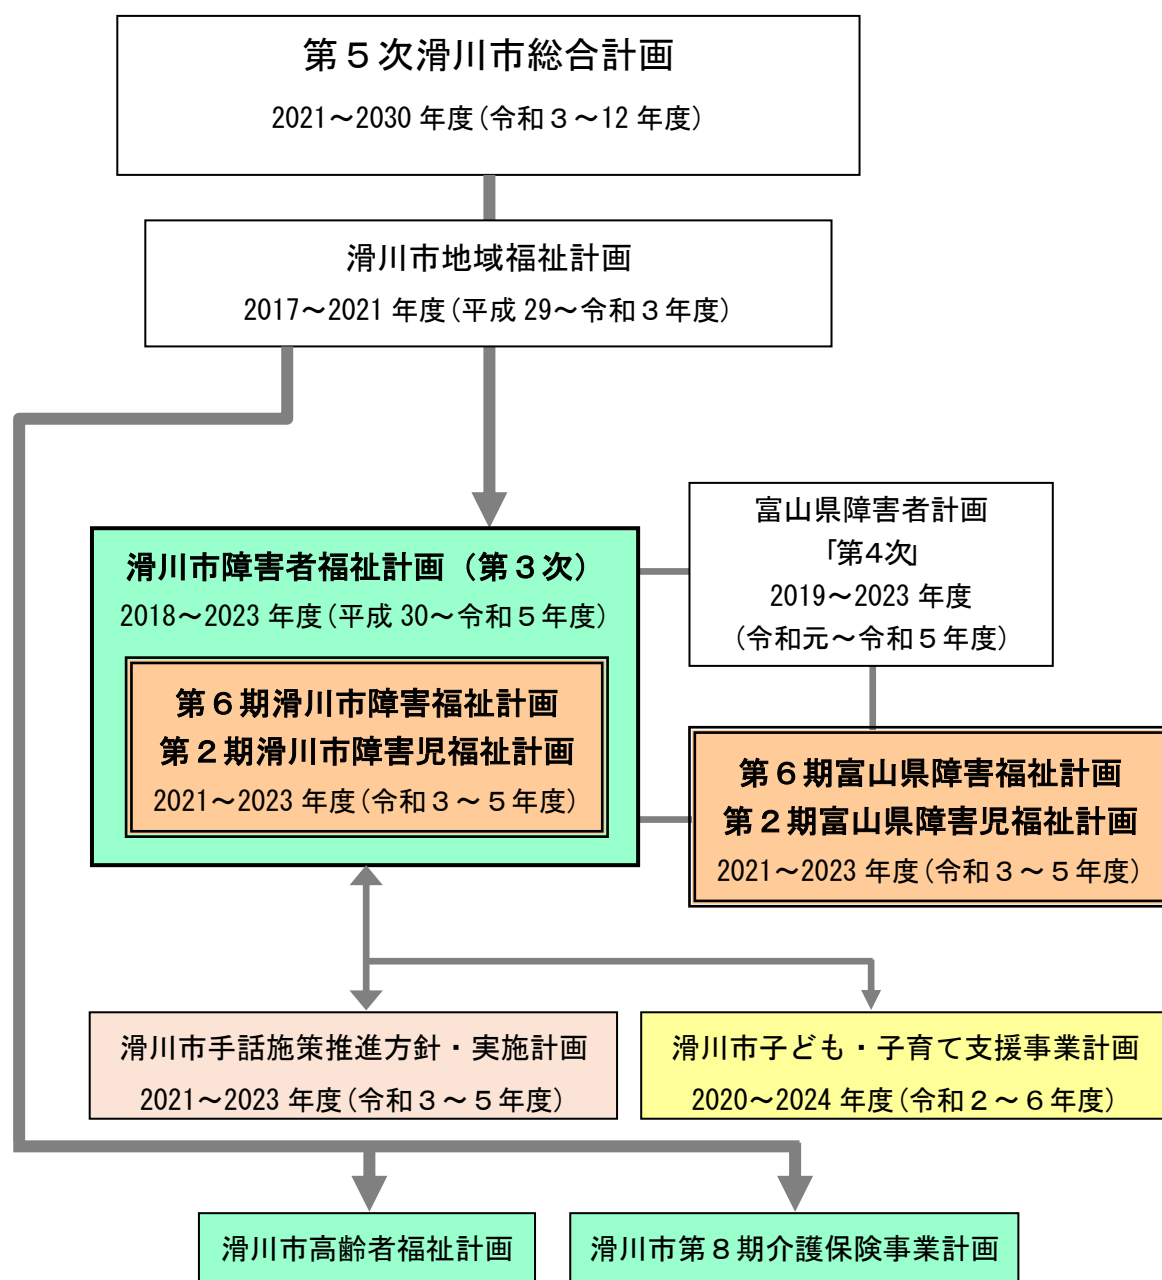 第５次滑川市総合計画
2021～2030 年度(令和３～12 年度)
滑川市地域福祉計画
2017～2021 年度(平成 29～令和３年度)
富山県障害者計画
「第4次」
2019～2023 年度
(令和元～令和５年度)
滑川市障害者福祉計画（第３次）
2018～2023 年度(平成 30～令和５年度)
第６期滑川市障害福祉計画
第２期滑川市障害児福祉計画
2021～2023 年度(令和３～５年度)
第６期富山県障害福祉計画
第２期富山県障害児福祉計画
2021～2023 年度(令和３～５年度)
滑川市手話施策推進方針・実施計画
2021～2023 年度(令和３～５年度)
滑川市子ども・子育て支援事業計画
2020～2024 年度(令和２～６年度)
滑川市高齢者福祉計画
滑川市第８期介護保険事業計画